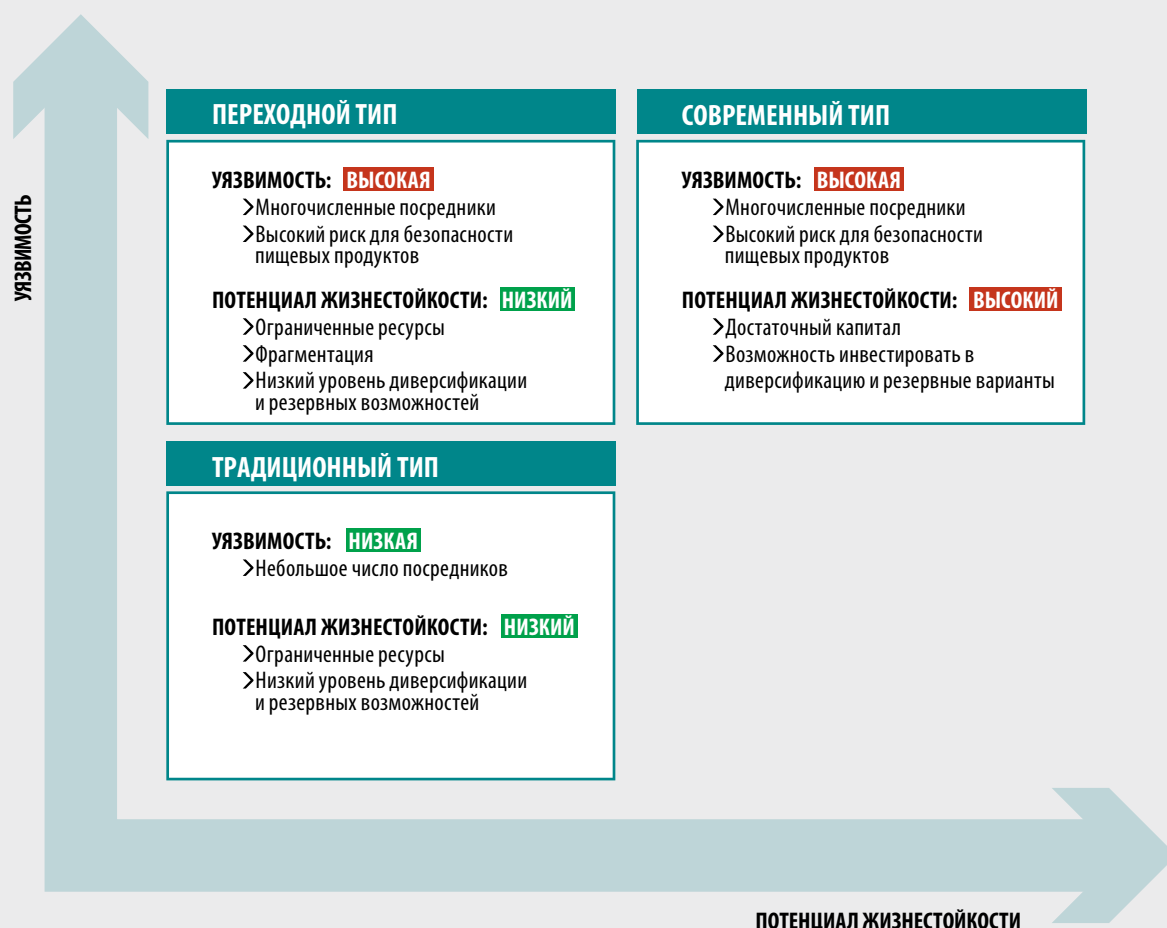 УЯЗВИМОСТЬ
ПЕРЕХОДНОЙ ТИП
УЯЗВИМОСТЬ: ВЫСОКАЯ
>Многочисленные посредники
>Высокий риск для безопасности
пищевых продуктов
ПОТЕНЦИАЛ ЖИЗНЕСТОЙКОСТИ: НИЗКИЙ
>Ограниченные ресурсы
>Фрагментация
>Низкий уровень диверсификации
и резервных возможностей
СОВРЕМЕННЫЙ ТИП
УЯЗВИМОСТЬ: ВЫСОКАЯ
>Многочисленные посредники
>Высокий риск для безопасности
пищевых продуктов
ПОТЕНЦИАЛ ЖИЗНЕСТОЙКОСТИ: ВЫСОКИЙ
>Достаточный капитал
>Возможность инвестировать в
диверсификацию и резервные варианты
ТРАДИЦИОННЫЙ ТИП
УЯЗВИМОСТЬ: НИЗКАЯ
>Небольшое число посредников
ПОТЕНЦИАЛ ЖИЗНЕСТОЙКОСТИ: НИЗКИЙ
>Ограниченные ресурсы
>Низкий уровень диверсификации
и резервных возможностей
ПОТЕНЦИАЛ ЖИЗНЕСТОЙКОСТИ